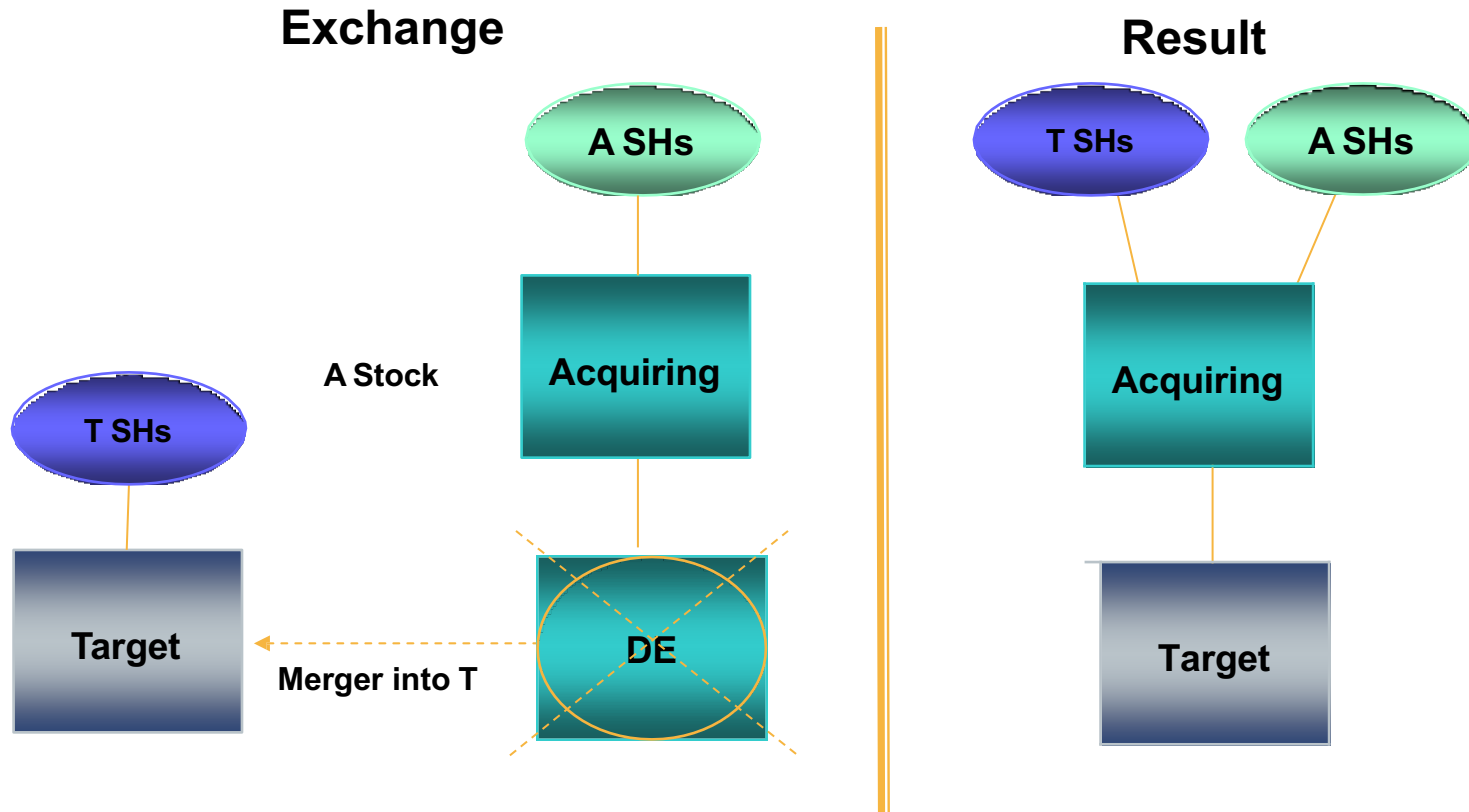 Exchange
A SHs
A Stock
Acquiring
T SHs
Target
Merger into T
DE
Result
T SHs
A SHs
Acquiring
Target